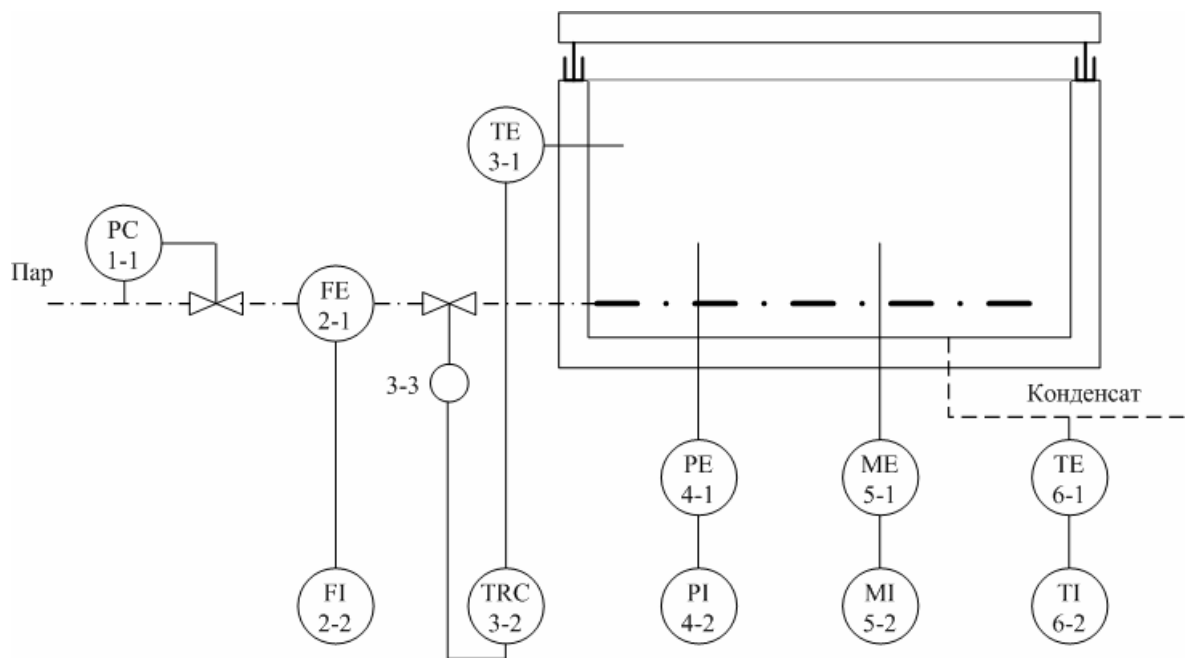 TE
3-1
PC
1-1
Пар
FE
2-1
3-3
Конденсат
PE
4-1
ME
5-1
TE
6-1
FI
2-2
TRC
3-2
PI
4-2
MI
5-2
TI
6-2